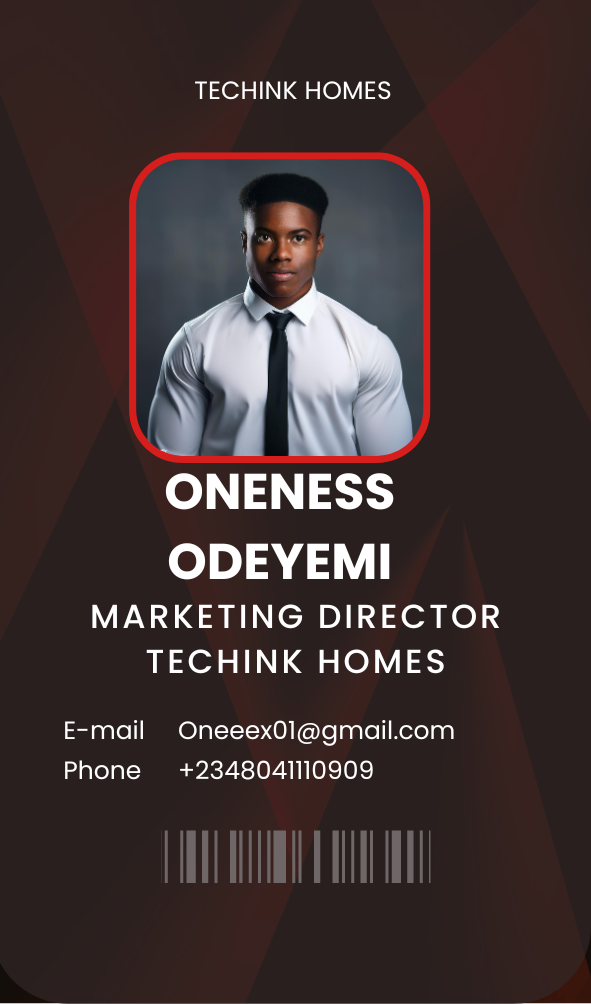 TECHINK HOMES
ONENESS
ODEYEMI
MARKETING DIRECTOR
TECHINK HOMES
E-mail Oneeex01@gmail.com
Phone +2348041110909